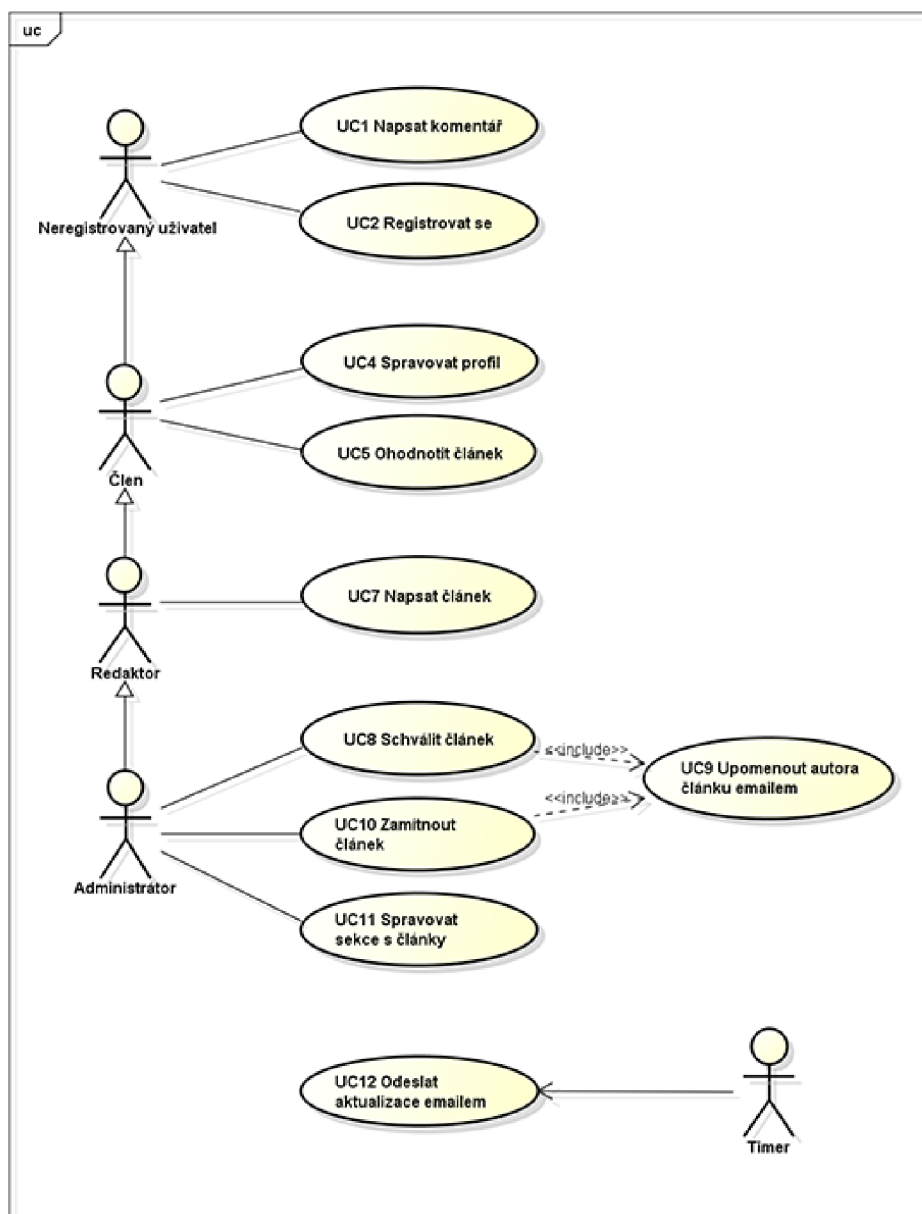 uc
UC1 Napsat komentář
UC2 Registrovat se
Neregistrovaný uživatel
UC4 Spravovat profil
UC5 Ohodnotit článek
Člen
UC7 Napsat článek
Redaktor
UC8 Schválit článek
<<include>>
UC9 Upomenout autora
článku emailem
<<include>>
UC10 Zamítnout
článek
Administrátor
UC11 Spravovat
sekce s články
UC12 Odeslat
aktualizace emailem
Timer